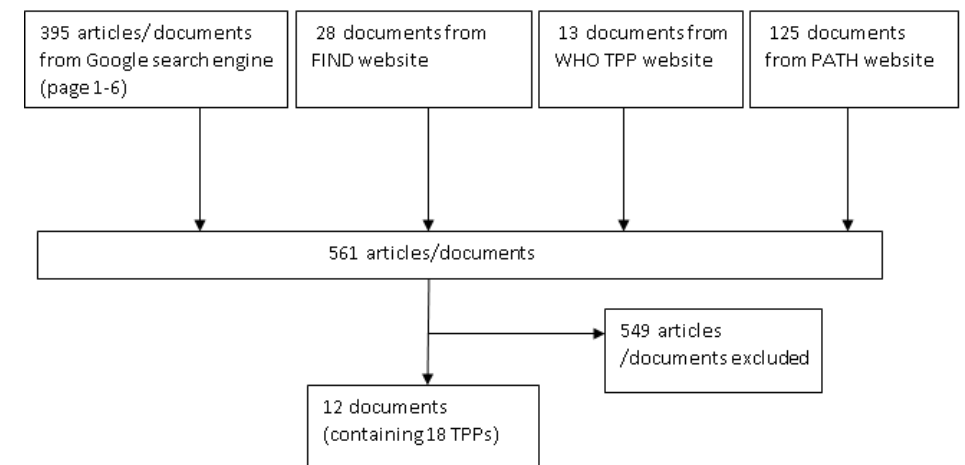 395 articles/documents
from Google search engine
(page 1-6)
28 documents from
FIND website
13 documents from
WHO TPP website
125 documents
from PATH website
561 articles/documents
549 articles
/documents excluded
12 documents
(containing 18 TPPs)